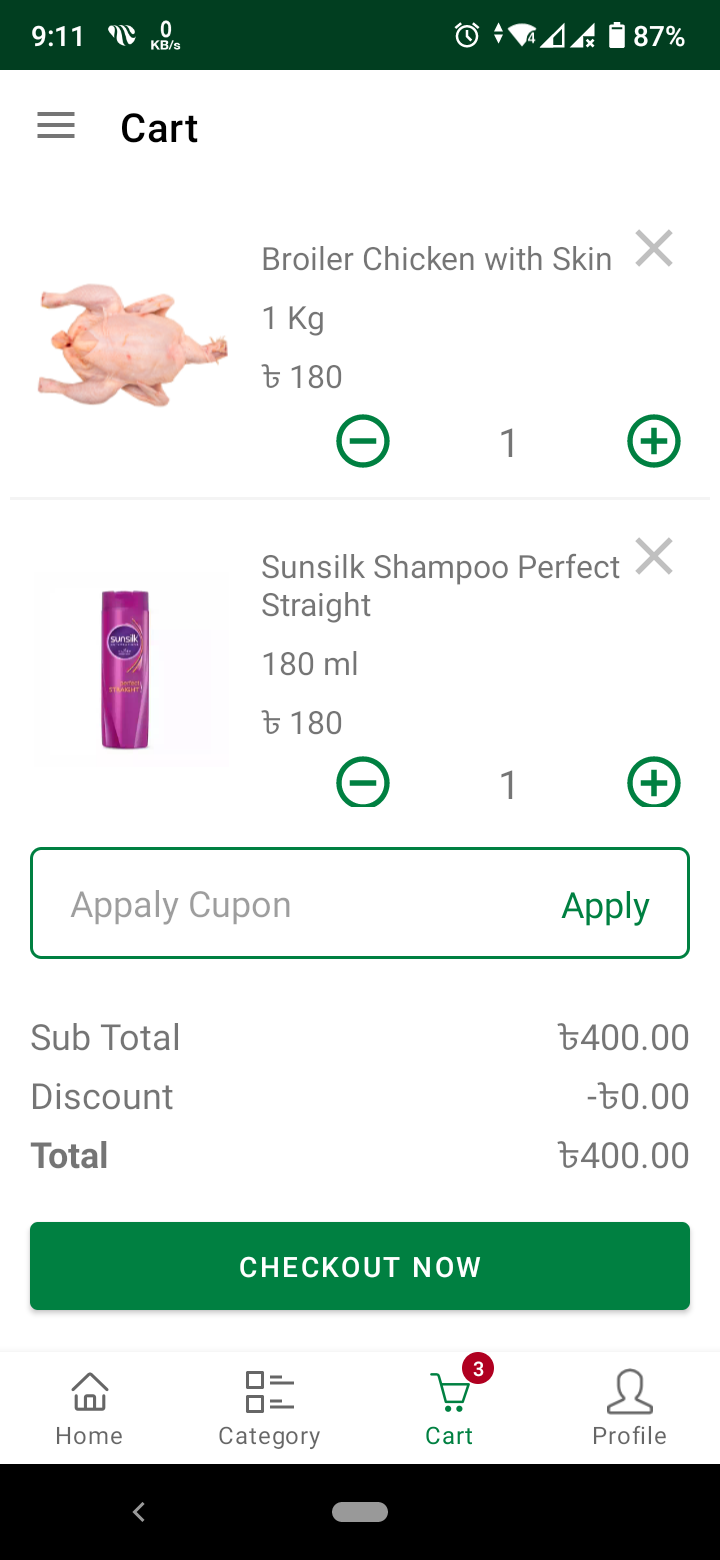 9:11 0 KB/s 4 87%
Cart
Broiler Chicken with Skin
1 Kg
৳ 180
1
Sunsilk Shampoo Perfect
Straight
180 ml
৳ 180
1
sunsilk
STRAIGHT
Appaly Cupon Apply
Sub Total ৳400.00
Discount -৳0.00
Total ৳400.00
CHECKOUT NOW
3
Home Category Cart Profile